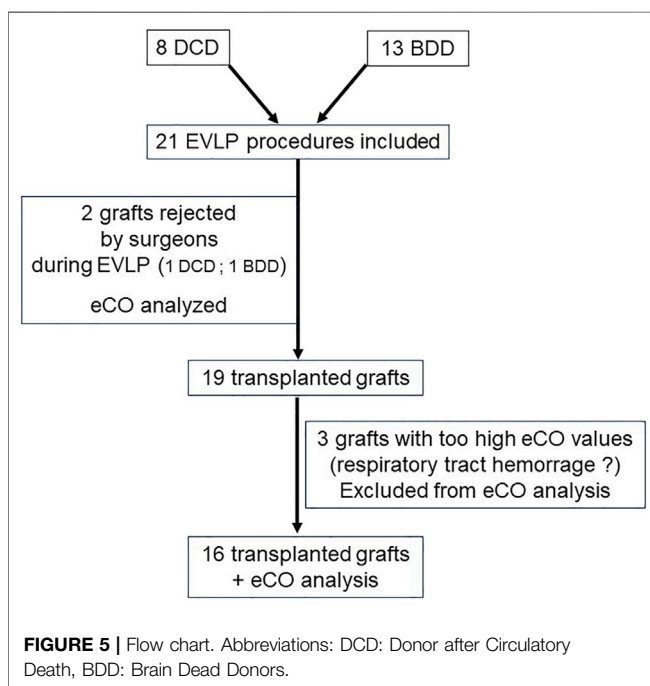 8 DCD
13 BDD
21 EVLP procedures included
2 grafts rejected
by surgeons
during EVLP (1 DCD ; 1 BDD)
eCO analyzed
19 transplanted grafts
3 grafts with too high eCO values
(respiratory tract hemorrage ?)
Excluded from eCO analysis
16 transplanted grafts
+ eCO analysis
FIGURE 5 | Flow chart. Abbreviations: DCD: Donor after Circulatory
Death, BDD: Brain Dead Donors.